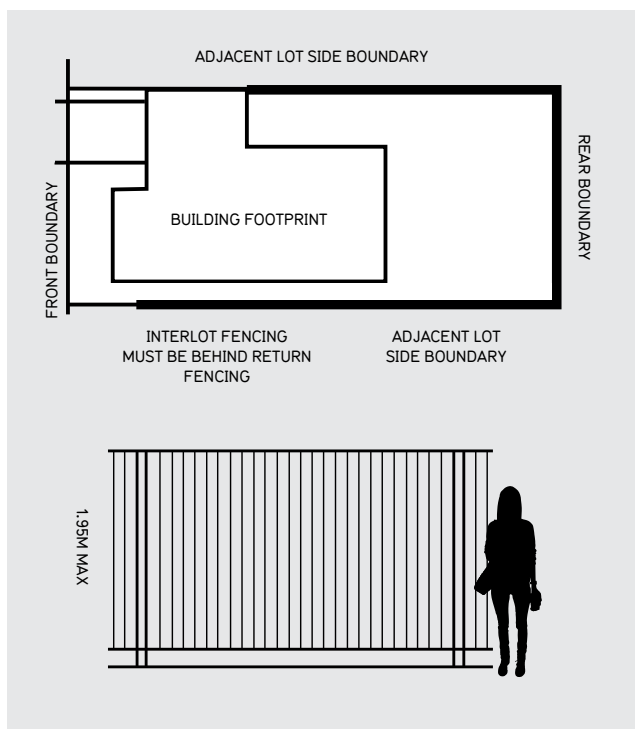 ADJACENT LOT SIDE BOUNDARY
REAR BOUNDARY
FRONT BOUNDARY
BUILDING FOOTPRINT
INTERLOT FENCING
MUST BE BEHIND RETURN
FENCING
ADJACENT LOT
SIDE BOUNDARY
1.95M MAX